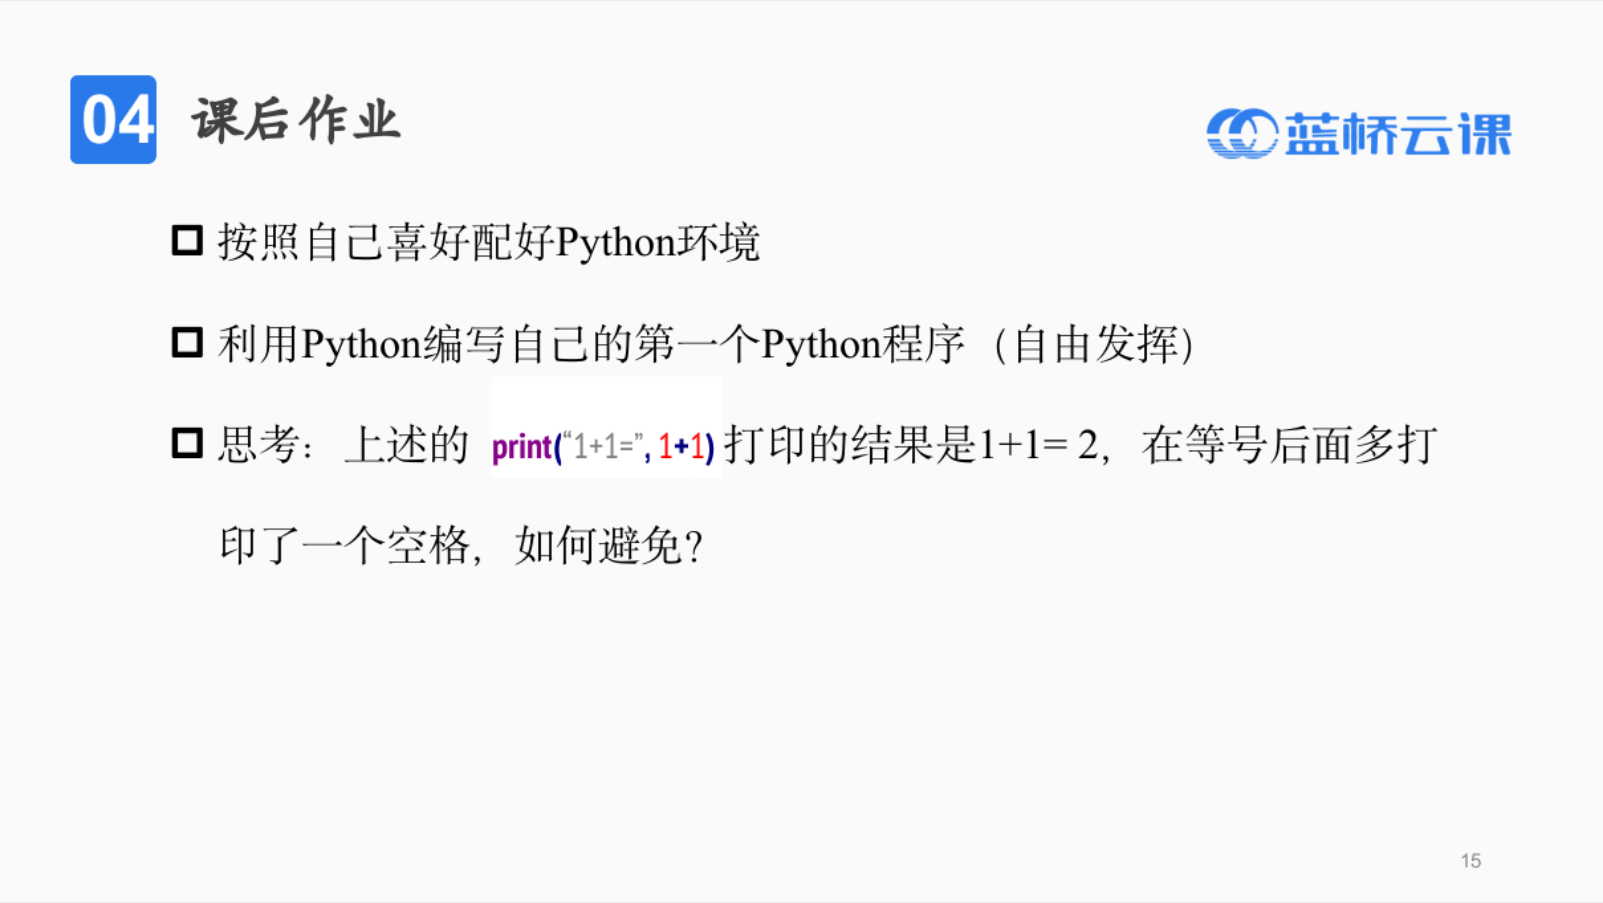 04 课后作业
蓝桥云课
按照自己喜好配好Python环境
利用Python编写自己的第一个Python程序（自由发挥）
思考：上述的 print(“1+1=”, 1+1) 打印的结果是1+1= 2，在等号后面多打
印了一个空格，如何避免？
15